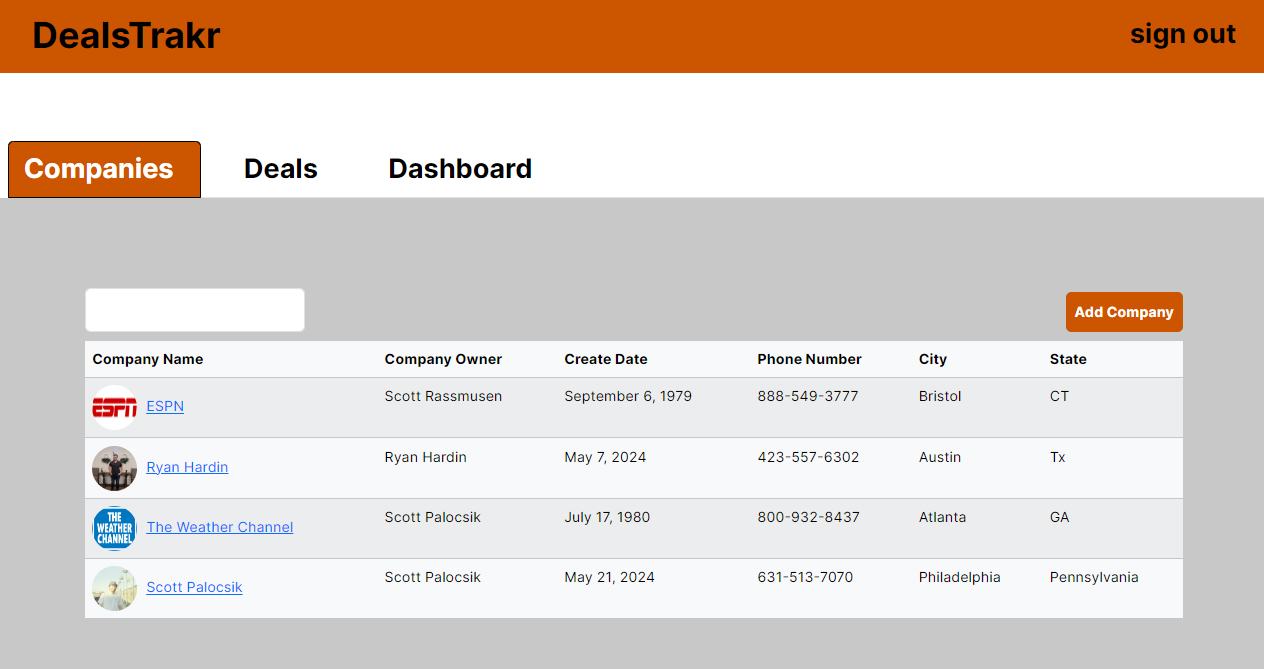 DealsTrakr sign out
Companies Deals Dashboard
Add Company
Company Name Company Owner Create Date Phone Number City State
ESPN ESPN Scott Rassmusen September 6, 1979 888-549-3777 Bristol CT
Ryan Hardin Ryan Hardin May 7, 2024 423-557-6302 Austin Tx
THE
WEATHER
CHANNEL
The Weather Channel Scott Palocsik July 17, 1980 800-932-8437 Atlanta GA
Scott Palocsik Scott Palocsik May 21, 2024 631-513-7070 Philadelphia Pennsylvania